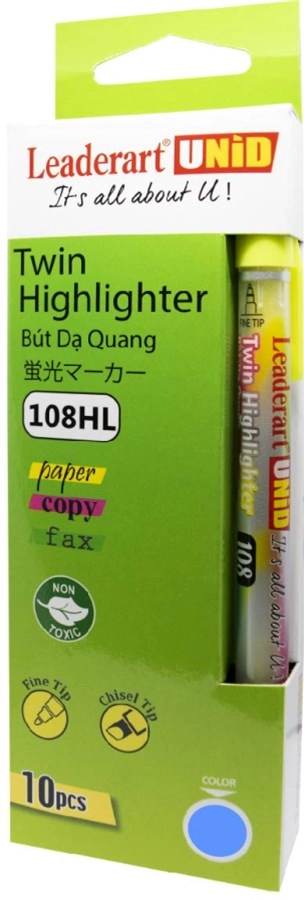 Leaderart® UNiD
It's all about U!
Twin
Highlighter
Bút Dạ Quang
蛍光マーカー
108HL
paper
copy
fax
NON
TOXIC
Fine Tip
Chisel Tip
10pcs
COLOR
FINE TIP
Leaderart UNiD
It's all about U
Twin Highlighter
108